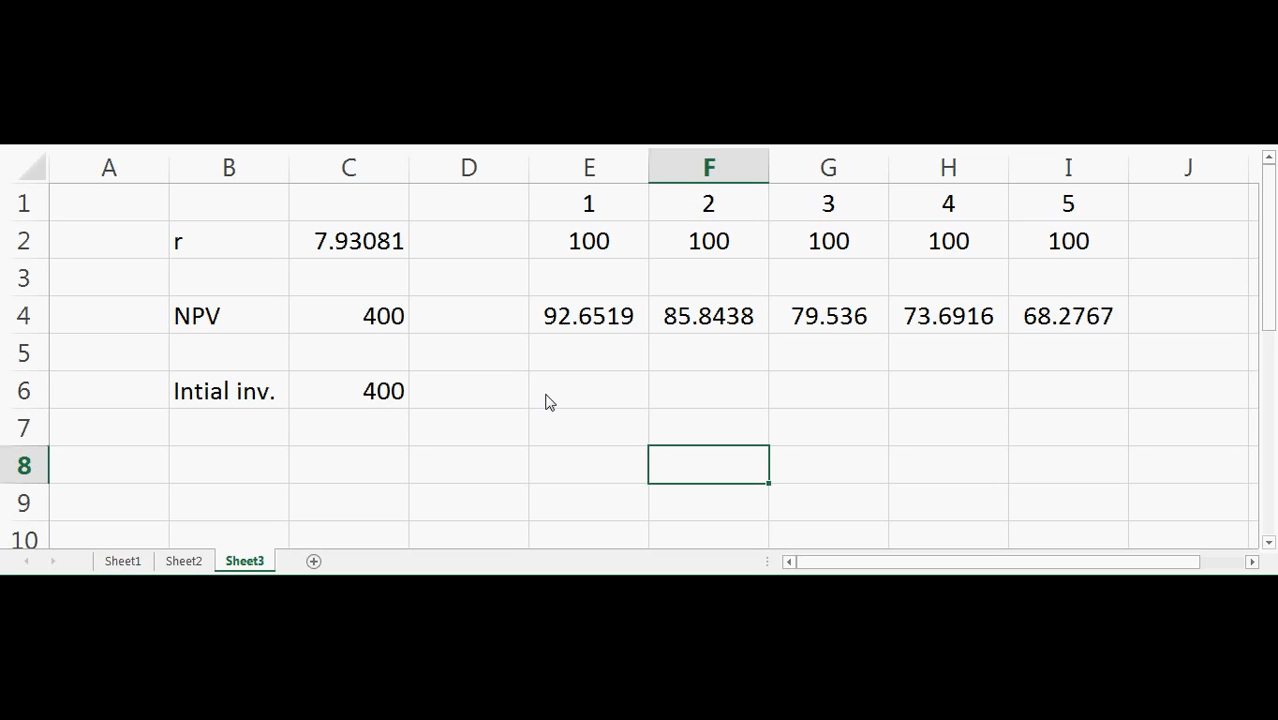 A B C D E F G H I J
1 1 2 3 4 5
2 r 7.93081 100 100 100 100 100
3
4 NPV 400 92.6519 85.8438 79.536 73.6916 68.2767
5
6 Intial inv. 400
7
8
9
10
Sheet1 Sheet2 Sheet3